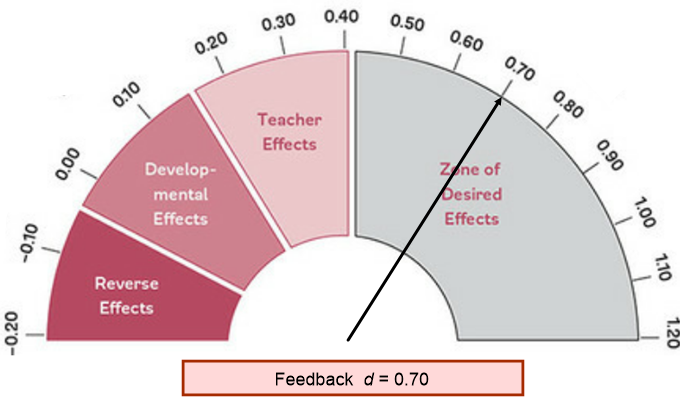 -0.20
-0.10
0.00
0.10
0.20
0.30
0.40
0.50
0.60
0.70
0.80
0.90
1.00
1.10
1.20
Reverse
Effects
Develop-
mental
Effects
Teacher
Effects
Zone of
Desired
Effects
Feedback d = 0.70